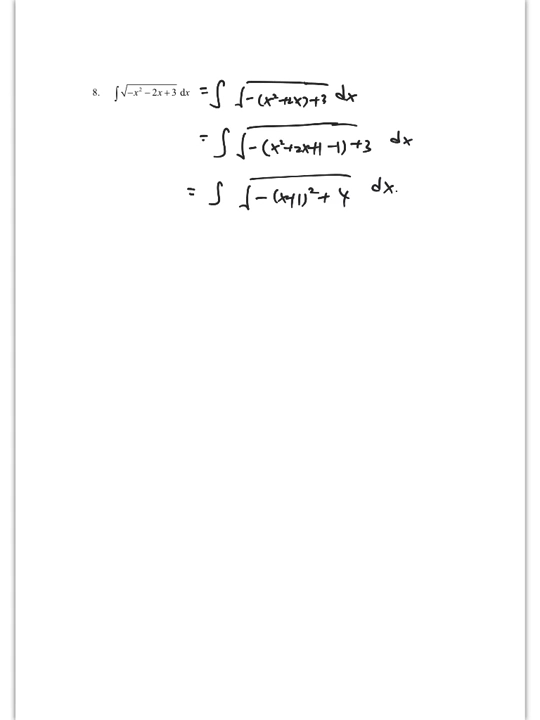 8. ∫√(−x² − 2x + 3) dx = ∫ √(-(x²+2x)+3) dx
= ∫ √(-(x²+2x+1-1)+3) dx
= ∫ √(-(x+1)²+4) dx.